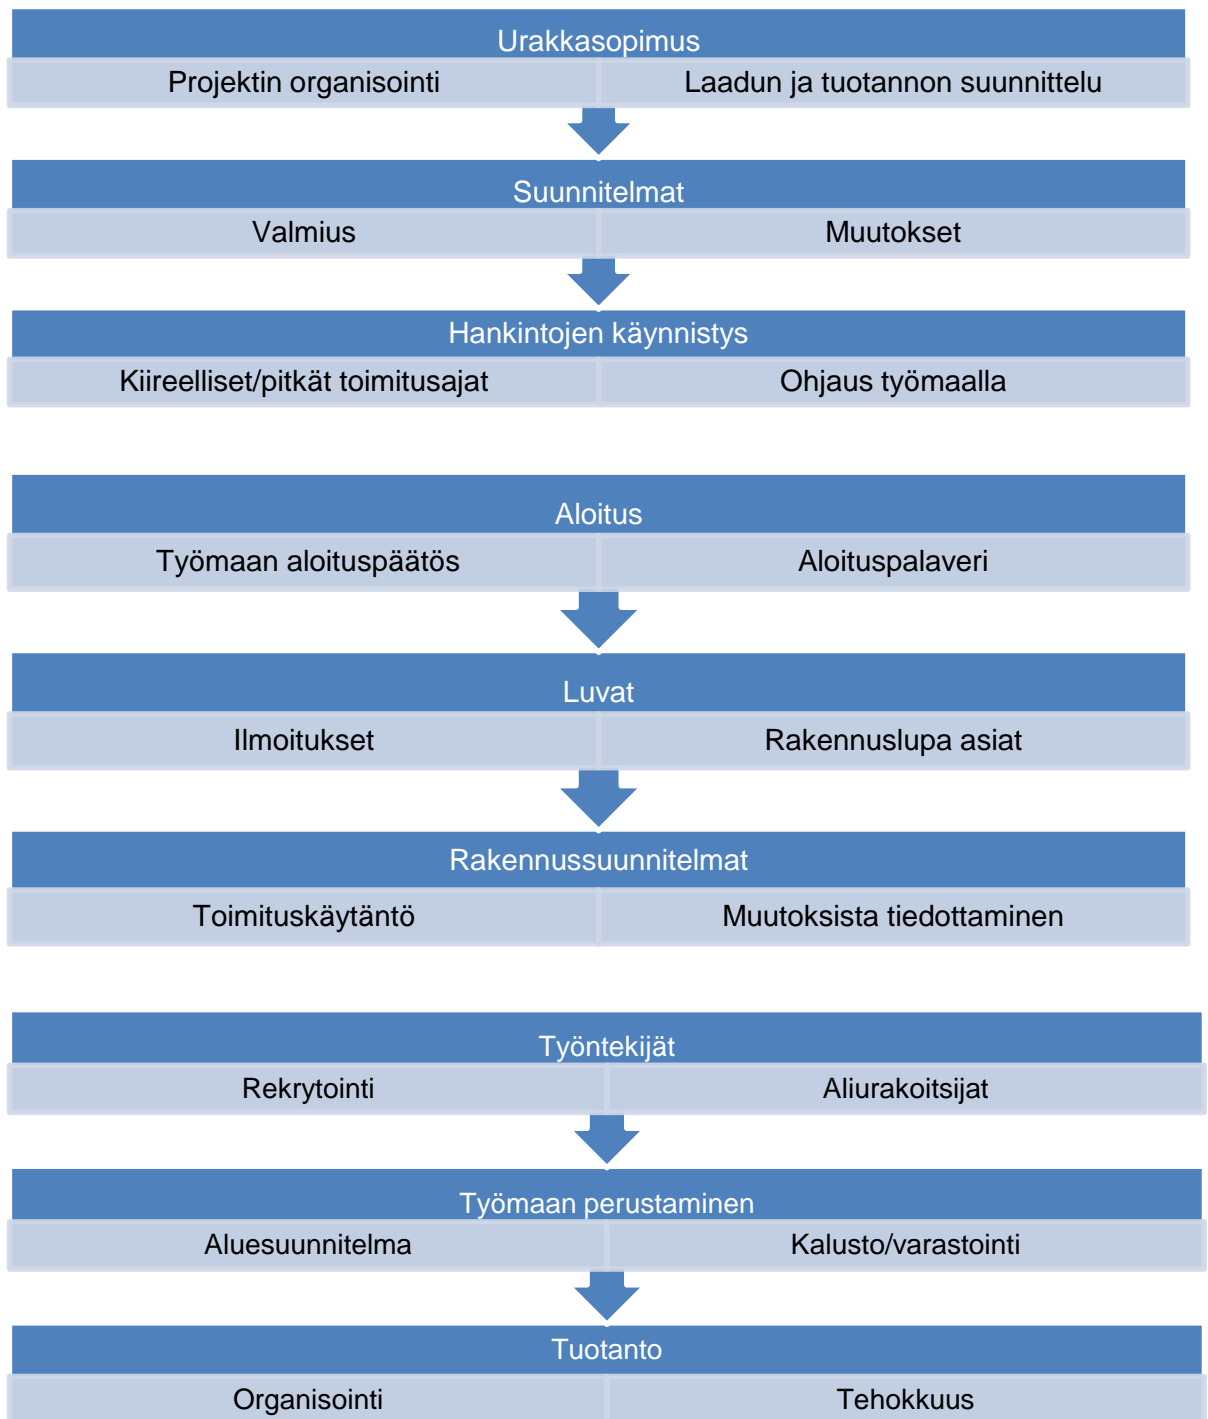 Urakkasopimus
Projektin organisointi
Laadun ja tuotannon suunnittelu
Suunnitelmat
Valmius
Muutokset
Hankintojen käynnistys
Kiireelliset/pitkät toimitusajat
Ohjaus työmaalla
Aloitus
Työmaan aloituspäätös
Aloituspalaveri
Luvat
Ilmoitukset
Rakennuslupa asiat
Rakennussuunnitelmat
Toimituskäytäntö
Muutoksista tiedottaminen
Työntekijät
Rekrytointi
Aliurakoitsijat
Työmaan perustaminen
Aluesuunnitelma
Kalusto/varastointi
Tuotanto
Organisointi
Tehokkuus